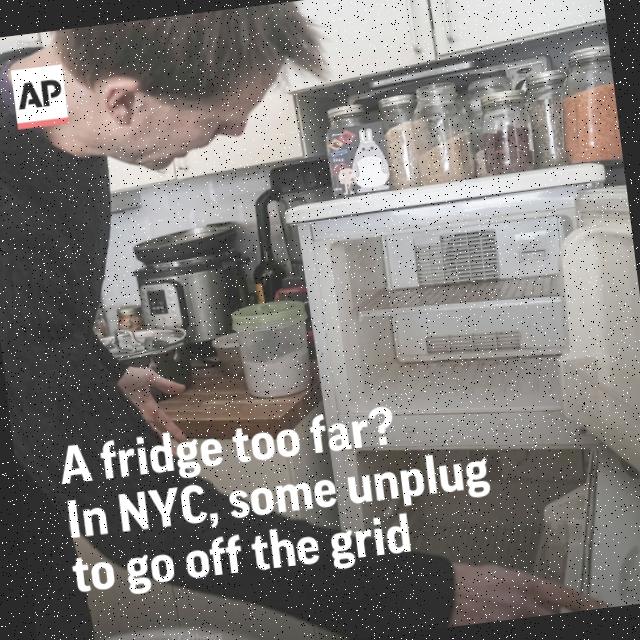 AP
A fridge too far?
In NYC, some unplug
to go off the grid